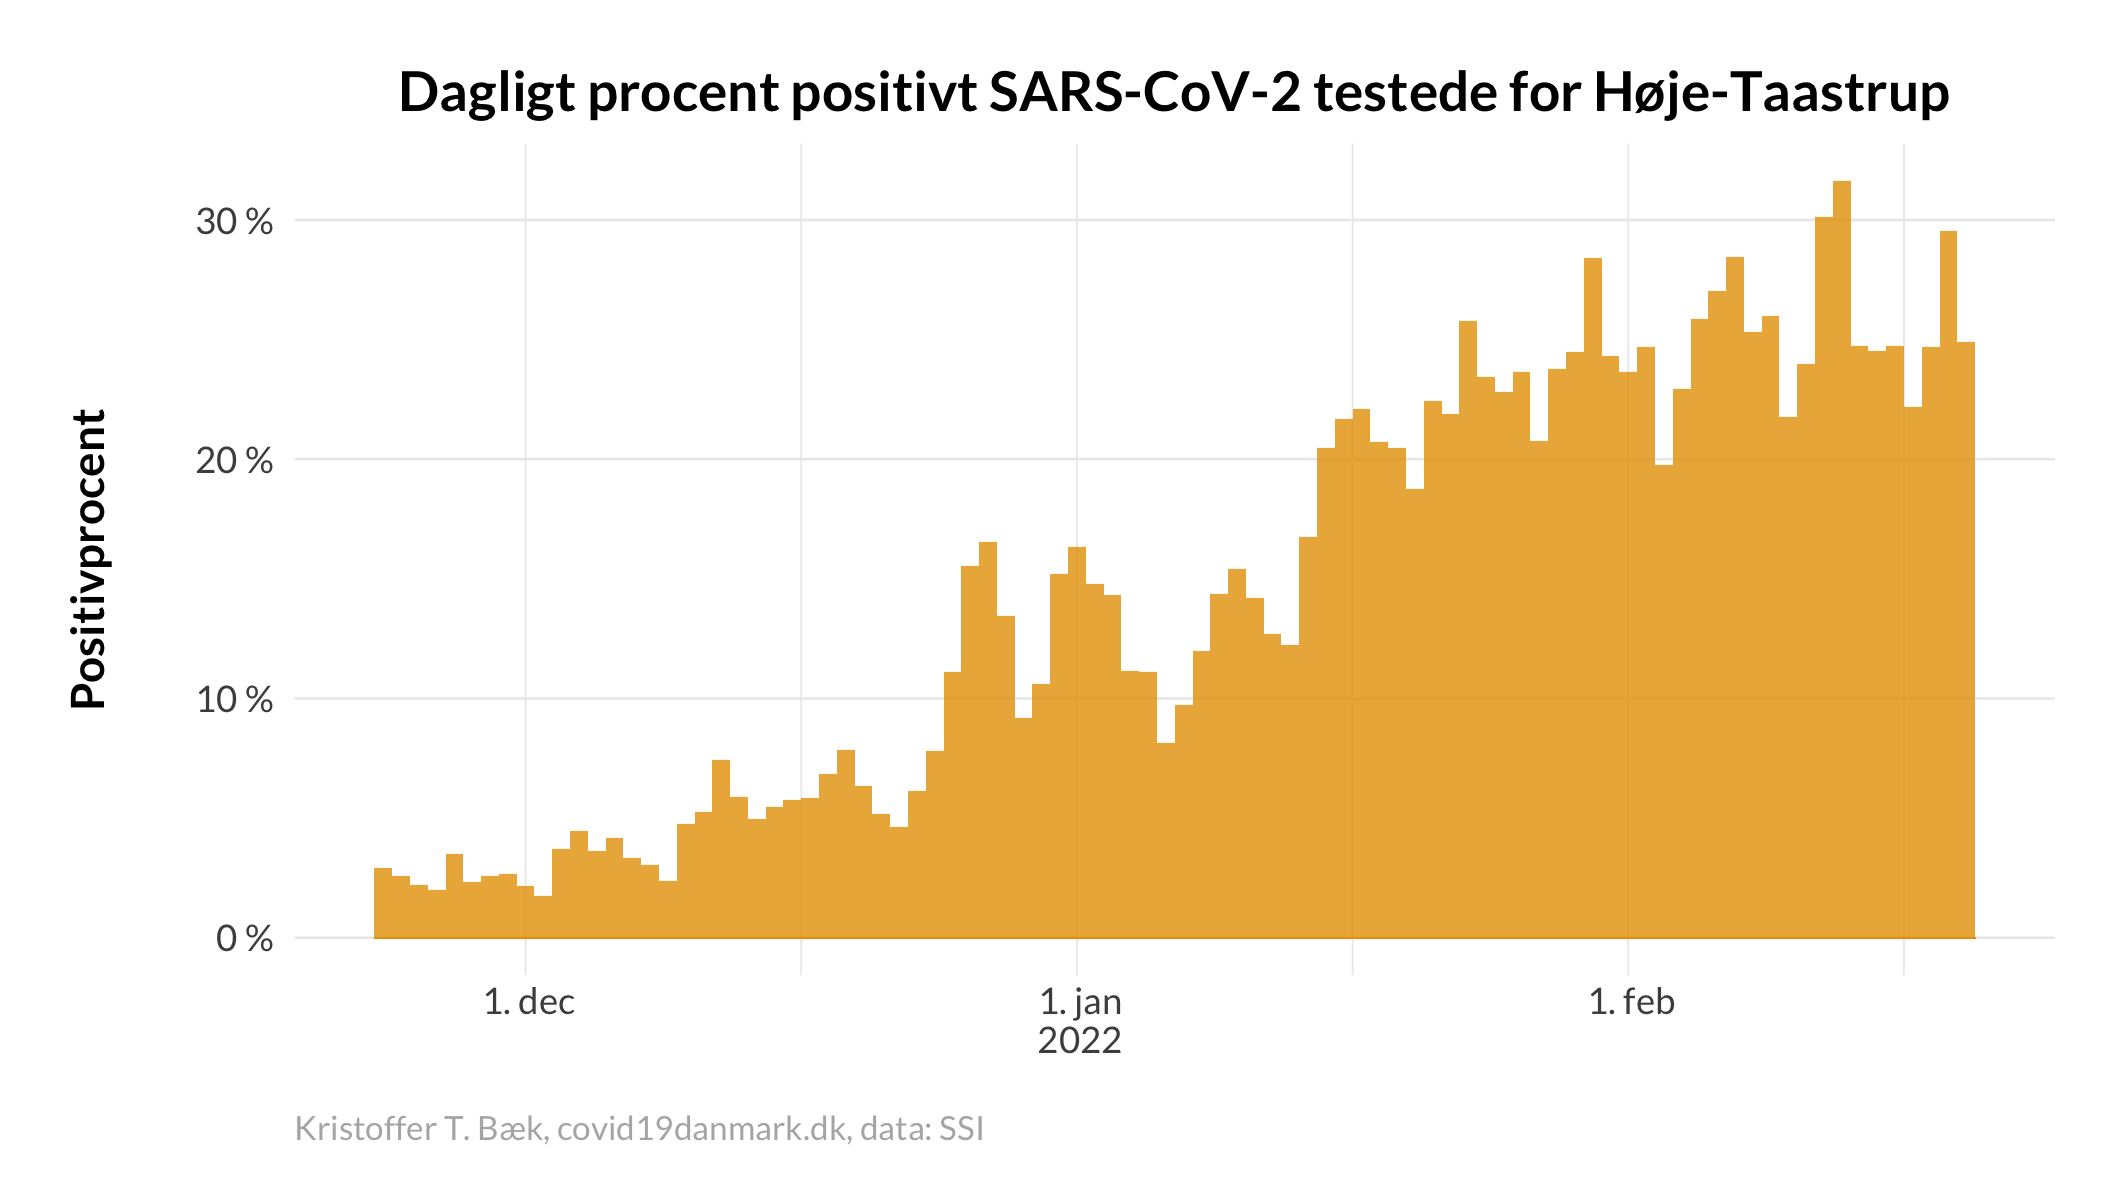 Dagligt procent positivt SARS-CoV-2 testede for Høje-Taastrup
Positivprocent
30 %
20 %
10 %
0 %
1. dec
1. jan
2022
1. feb
Kristoffer T. Bæk, covid19danmark.dk, data: SSI